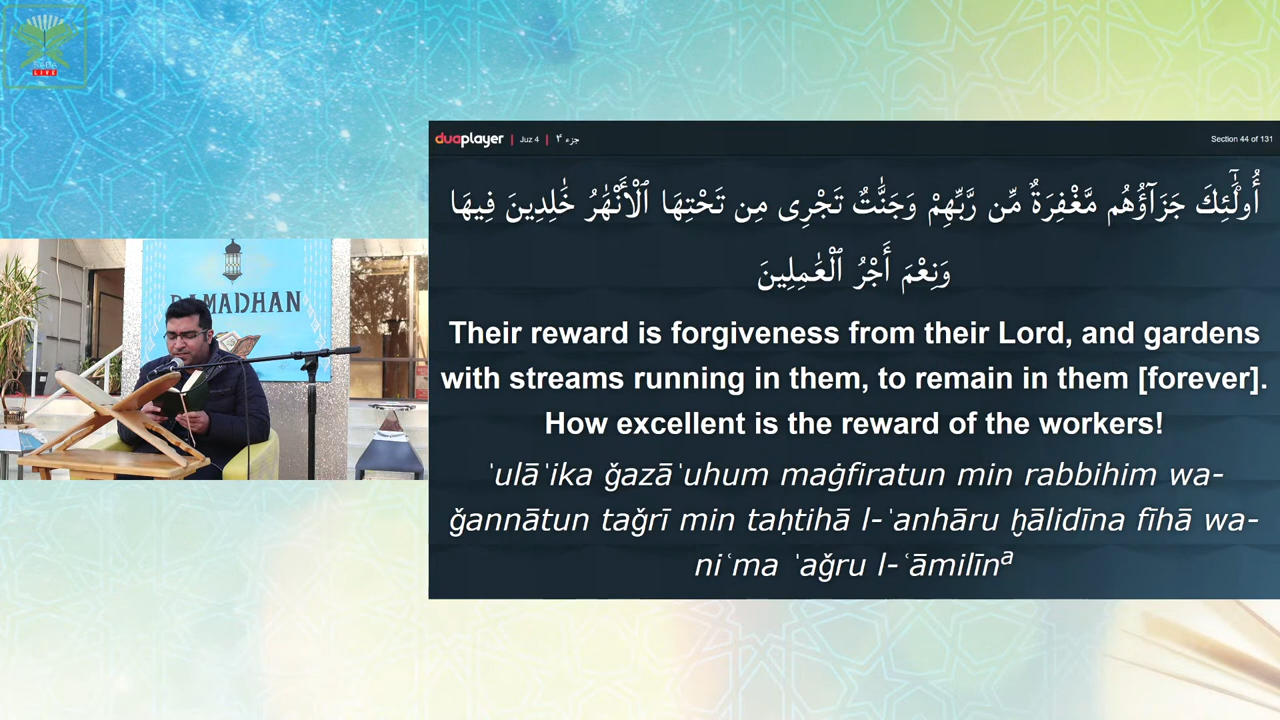 SABA
LIVE
duaplayer | Juz 4 | جزء ۴
Section 44 of 131
أُو۟لَٰٓئِكَ جَزَآؤُهُم مَّغْفِرَةٌ مِّن رَّبِّهِمْ وَجَنَّٰتٌ تَجْرِى مِن تَحْتِهَا ٱلْأَنْهَٰرُ خَٰلِدِينَ فِيهَا
وَنِعْمَ أَجْرُ ٱلْعَٰمِلِينَ
Their reward is forgiveness from their Lord, and gardens
with streams running in them, to remain in them [forever].
How excellent is the reward of the workers!
ʾulāʾika ǧazāʾuhum maġfiratun min rabbihim wa-
ǧannātun taǧrī min taḥtihā l-ʾanhāru ḫālidīna fīhā wa-
niʿma ʾaǧru l-ʿāmilīnᵃ
RAMADHAN